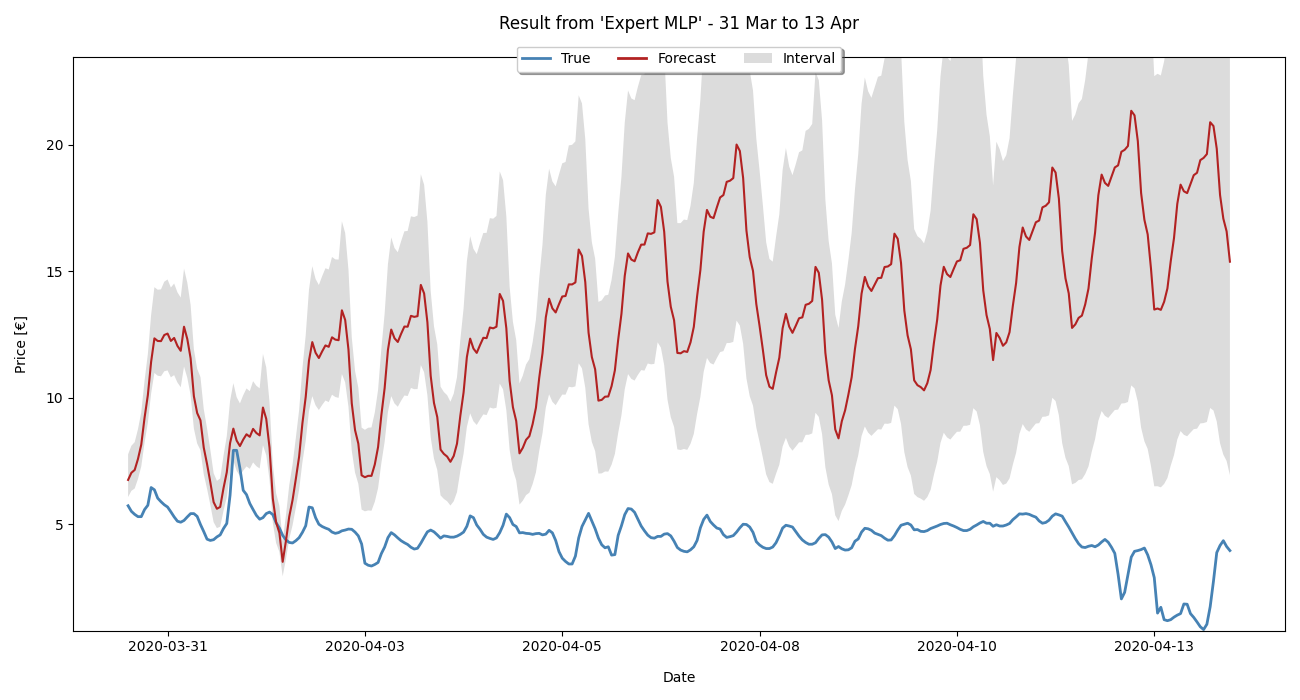 Result from 'Expert MLP' - 31 Mar to 13 Apr
True Forecast Interval
Price [€]
20
15
10
5
2020-03-31 2020-04-03 2020-04-05 2020-04-08 2020-04-10 2020-04-13
Date